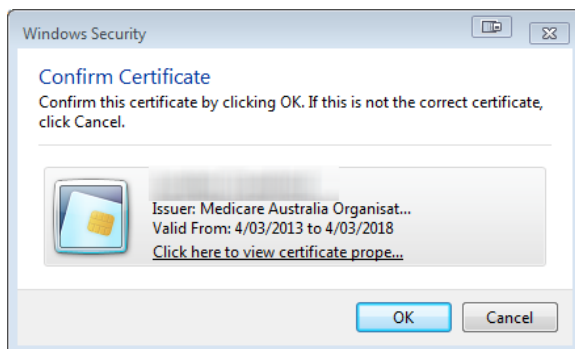 Windows Security
Confirm Certificate
Confirm this certificate by clicking OK. If this is not the correct certificate,
click Cancel.
Issuer: Medicare Australia Organisat...
Valid From: 4/03/2013 to 4/03/2018
Click here to view certificate prope...
OK
Cancel